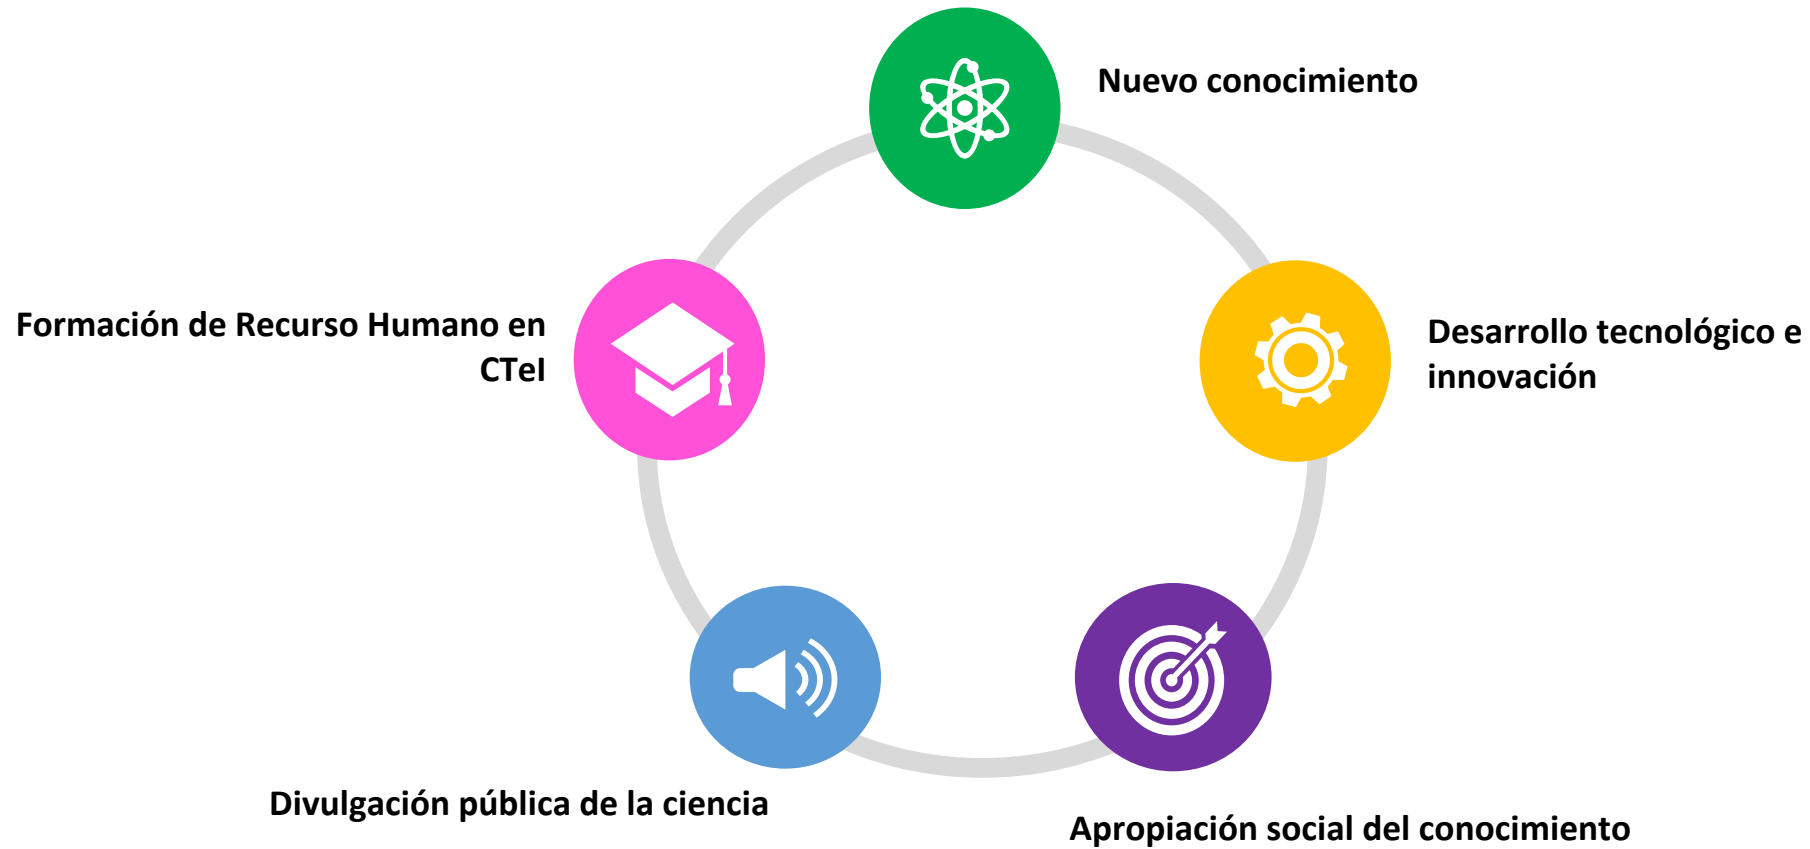 Nuevo conocimiento
Formación de Recurso Humano en
CTeI
Desarrollo tecnológico e
innovación
Divulgación pública de la ciencia
Apropiación social del conocimiento